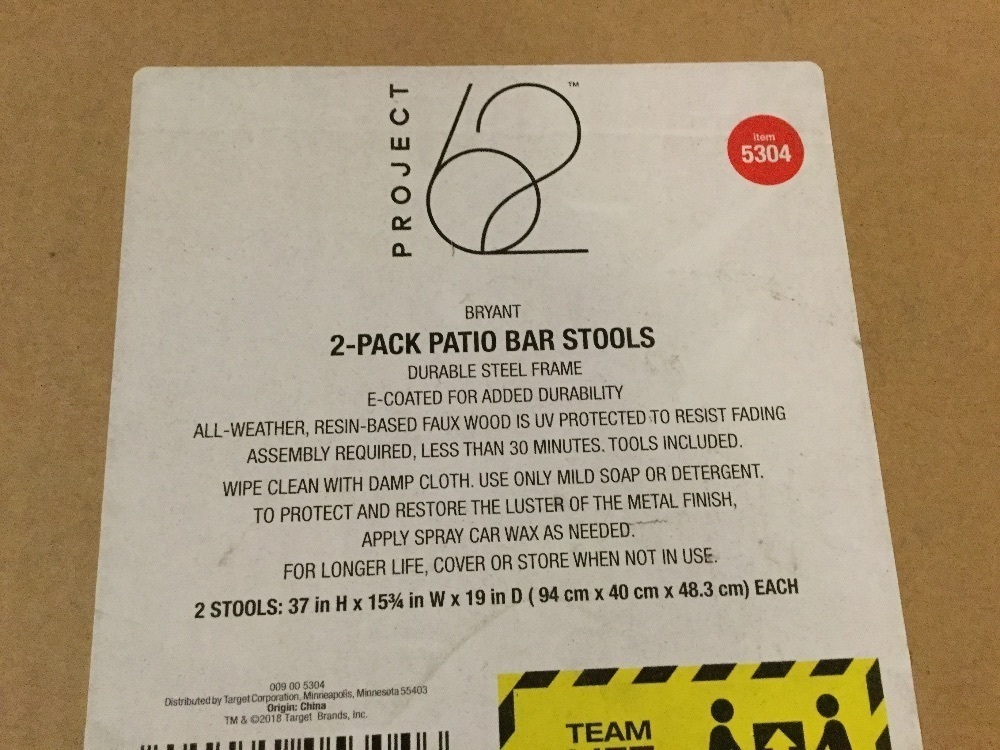 PROJECT 62 ™
Item
5304
BRYANT
2-PACK PATIO BAR STOOLS
DURABLE STEEL FRAME
E-COATED FOR ADDED DURABILITY
ALL-WEATHER, RESIN-BASED FAUX WOOD IS UV PROTECTED TO RESIST FADING
ASSEMBLY REQUIRED, LESS THAN 30 MINUTES. TOOLS INCLUDED.
WIPE CLEAN WITH DAMP CLOTH. USE ONLY MILD SOAP OR DETERGENT.
TO PROTECT AND RESTORE THE LUSTER OF THE METAL FINISH,
APPLY SPRAY CAR WAX AS NEEDED.
FOR LONGER LIFE, COVER OR STORE WHEN NOT IN USE.
2 STOOLS: 37 in H x 15¾ in W x 19 in D ( 94 cm x 40 cm x 48.3 cm) EACH
009 00 5304
Distributed by Target Corporation, Minneapolis, Minnesota 55403
Origin: China
TM & ©2018 Target Brands, Inc.
TEAM